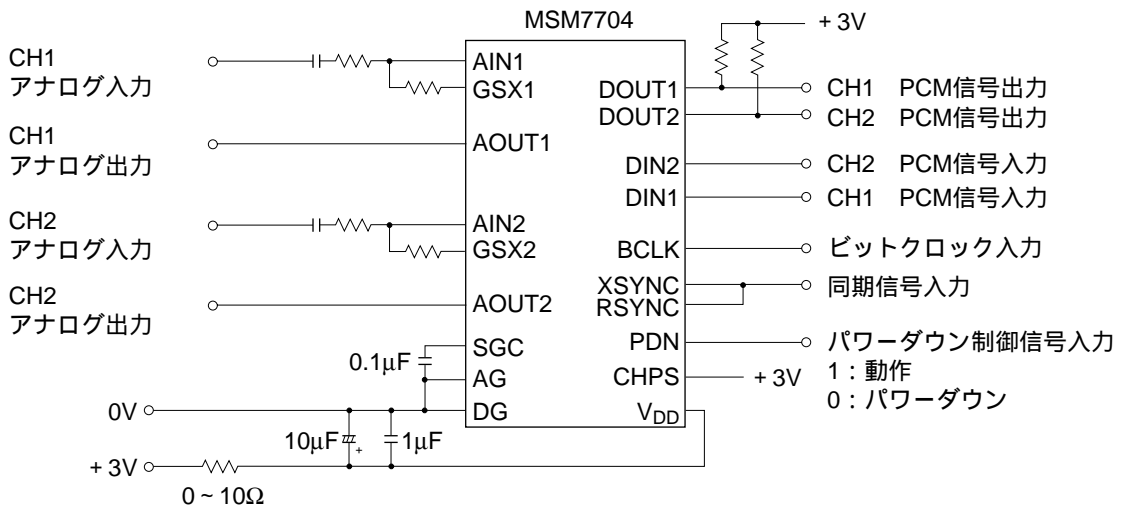 MSM7704
+ 3V
CH1
アナログ入力
AIN1
GSX1
DOUT1
CH1 PCM信号出力
DOUT2
CH2 PCM信号出力
CH1
アナログ出力
AOUT1
DIN2
CH2 PCM信号入力
DIN1
CH1 PCM信号入力
CH2
アナログ入力
AIN2
GSX2
BCLK
ビットクロック入力
XSYNC
RSYNC
同期信号入力
CH2
アナログ出力
AOUT2
PDN
パワーダウン制御信号入力
1：動作
0：パワーダウン
SGC
0.1μF
AG
CHPS
+ 3V
0V
DG
VDD
10μF
+
1μF
+ 3V
0 ~ 10Ω